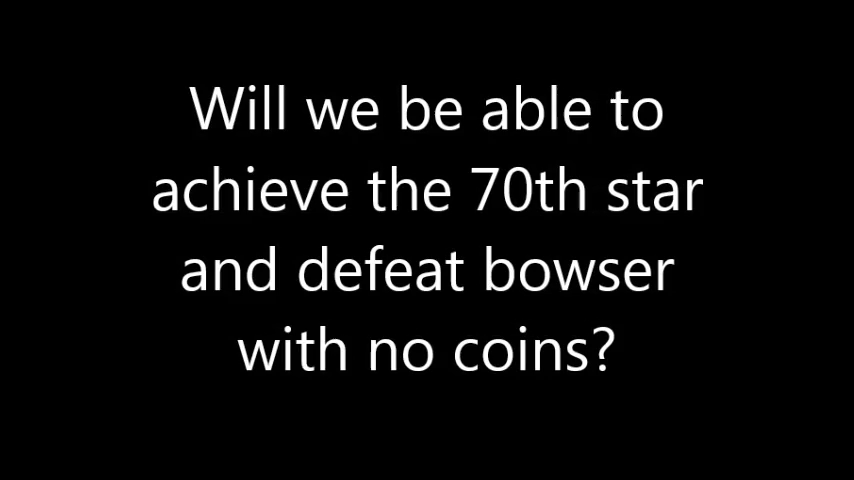 Will we be able to
achieve the 70th star
and defeat bowser
with no coins?